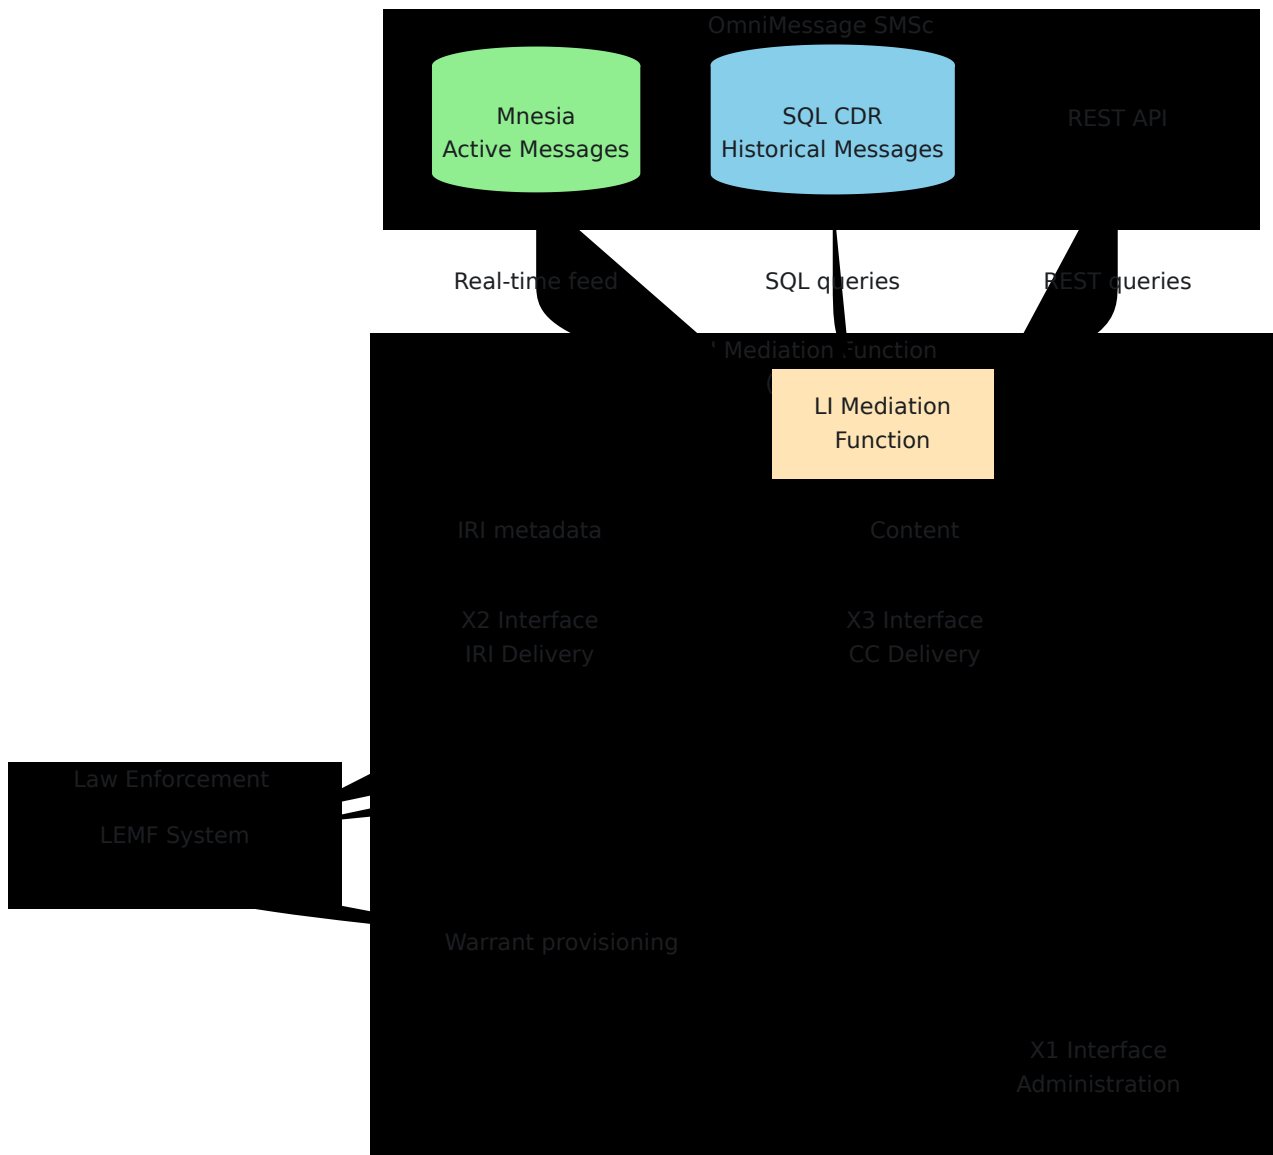 OmniMessage SMSc
Mnesia
Active Messages
SQL CDR
Historical Messages
REST API
Real-time feed
SQL queries
REST queries
Mediation Function
LI Mediation
Function
IRI metadata
Content
X2 Interface
IRI Delivery
X3 Interface
CC Delivery
Law Enforcement
LEMF System
Warrant provisioning
X1 Interface
Administration